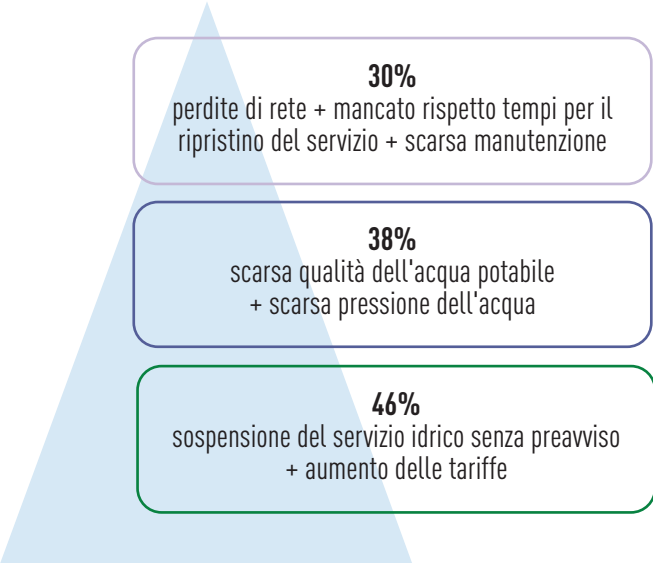 30%
perdite di rete + mancato rispetto tempi per il
ripristino del servizio + scarsa manutenzione
38%
scarsa qualità dell'acqua potabile
+ scarsa pressione dell'acqua
46%
sospensione del servizio idrico senza preavviso
+ aumento delle tariffe